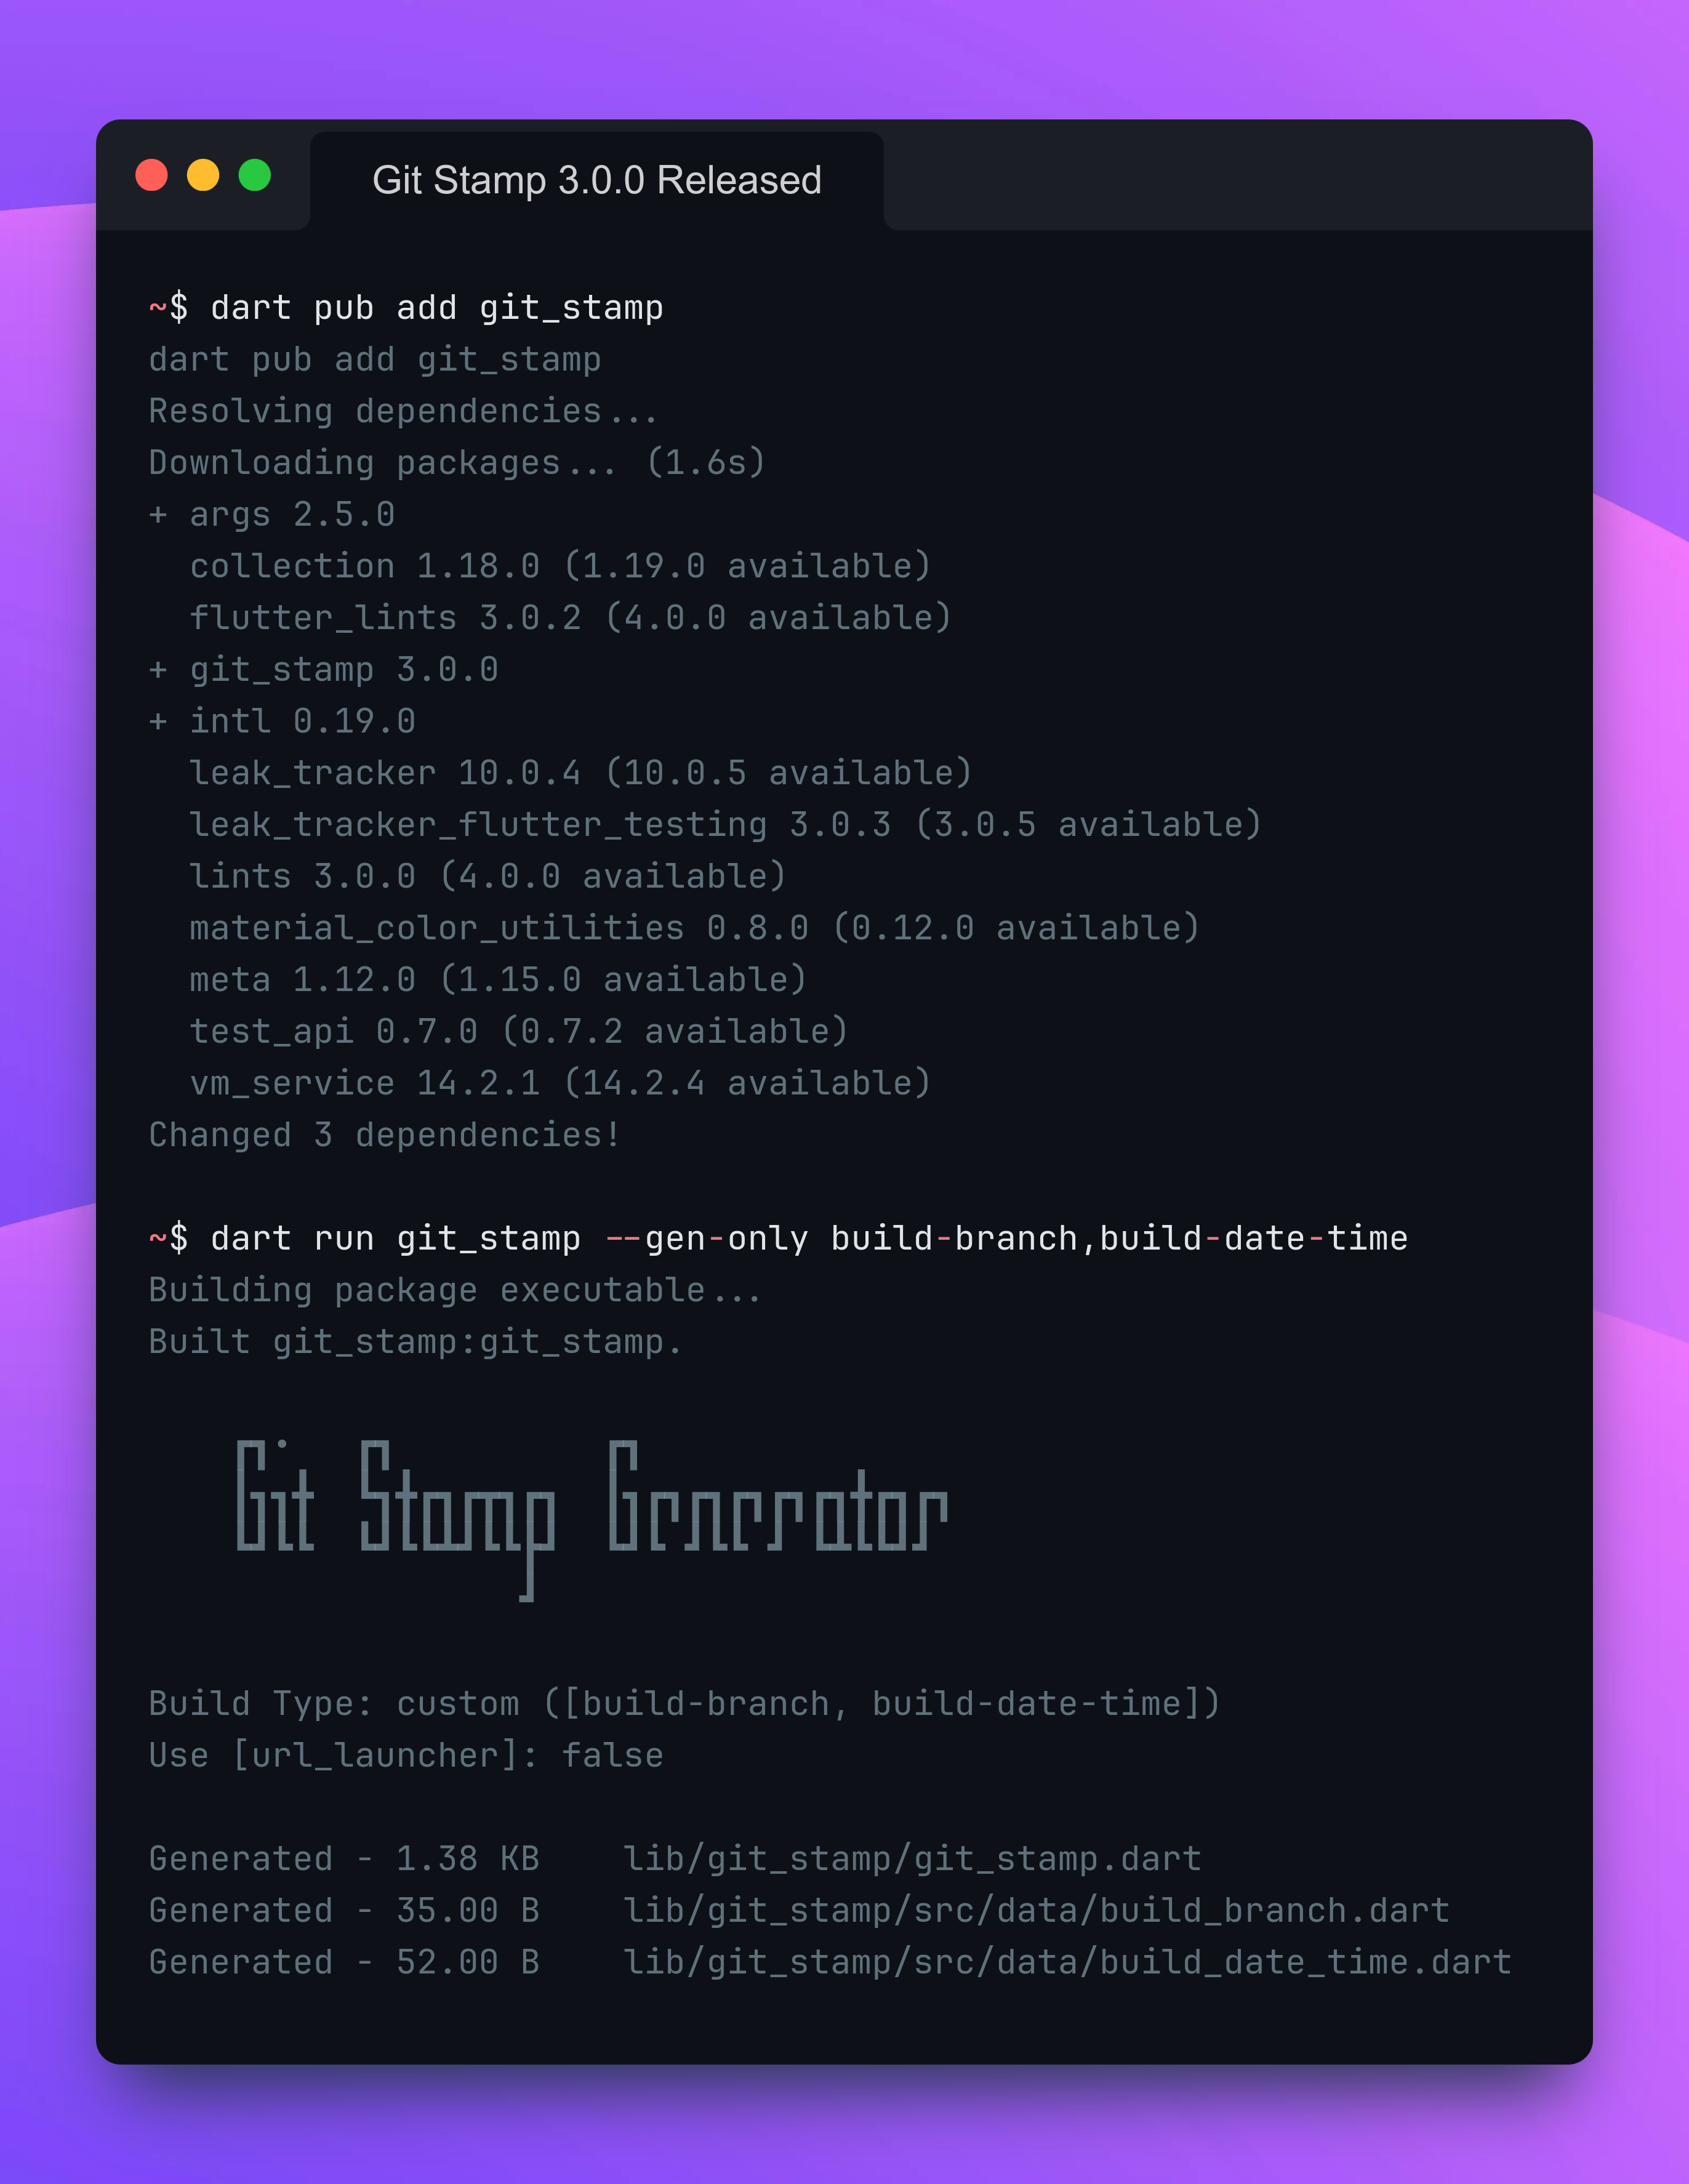 Git Stamp 3.0.0 Released
~$ dart pub add git_stamp
dart pub add git_stamp
Resolving dependencies...
Downloading packages... (1.6s)
+ args 2.5.0
  collection 1.18.0 (1.19.0 available)
  flutter_lints 3.0.2 (4.0.0 available)
+ git_stamp 3.0.0
+ intl 0.19.0
  leak_tracker 10.0.4 (10.0.5 available)
  leak_tracker_flutter_testing 3.0.3 (3.0.5 available)
  lints 3.0.0 (4.0.0 available)
  material_color_utilities 0.8.0 (0.12.0 available)
  meta 1.12.0 (1.15.0 available)
  test_api 0.7.0 (0.7.2 available)
  vm_service 14.2.1 (14.2.4 available)
Changed 3 dependencies!
~$ dart run git_stamp --gen-only build-branch,build-date-time
Building package executable...
Built git_stamp:git_stamp.
Git Stamp Generator
Build Type: custom ([build-branch, build-date-time])
Use [url_launcher]: false
Generated - 1.38 KB    lib/git_stamp/git_stamp.dart
Generated - 35.00 B    lib/git_stamp/src/data/build_branch.dart
Generated - 52.00 B    lib/git_stamp/src/data/build_date_time.dart